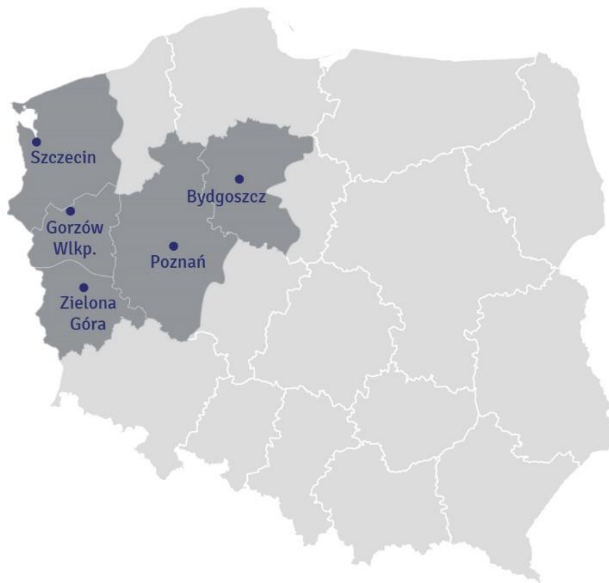 Szczecin
Bydgoszcz
Gorzów
Wlkp.
Poznań
Zielona
Góra